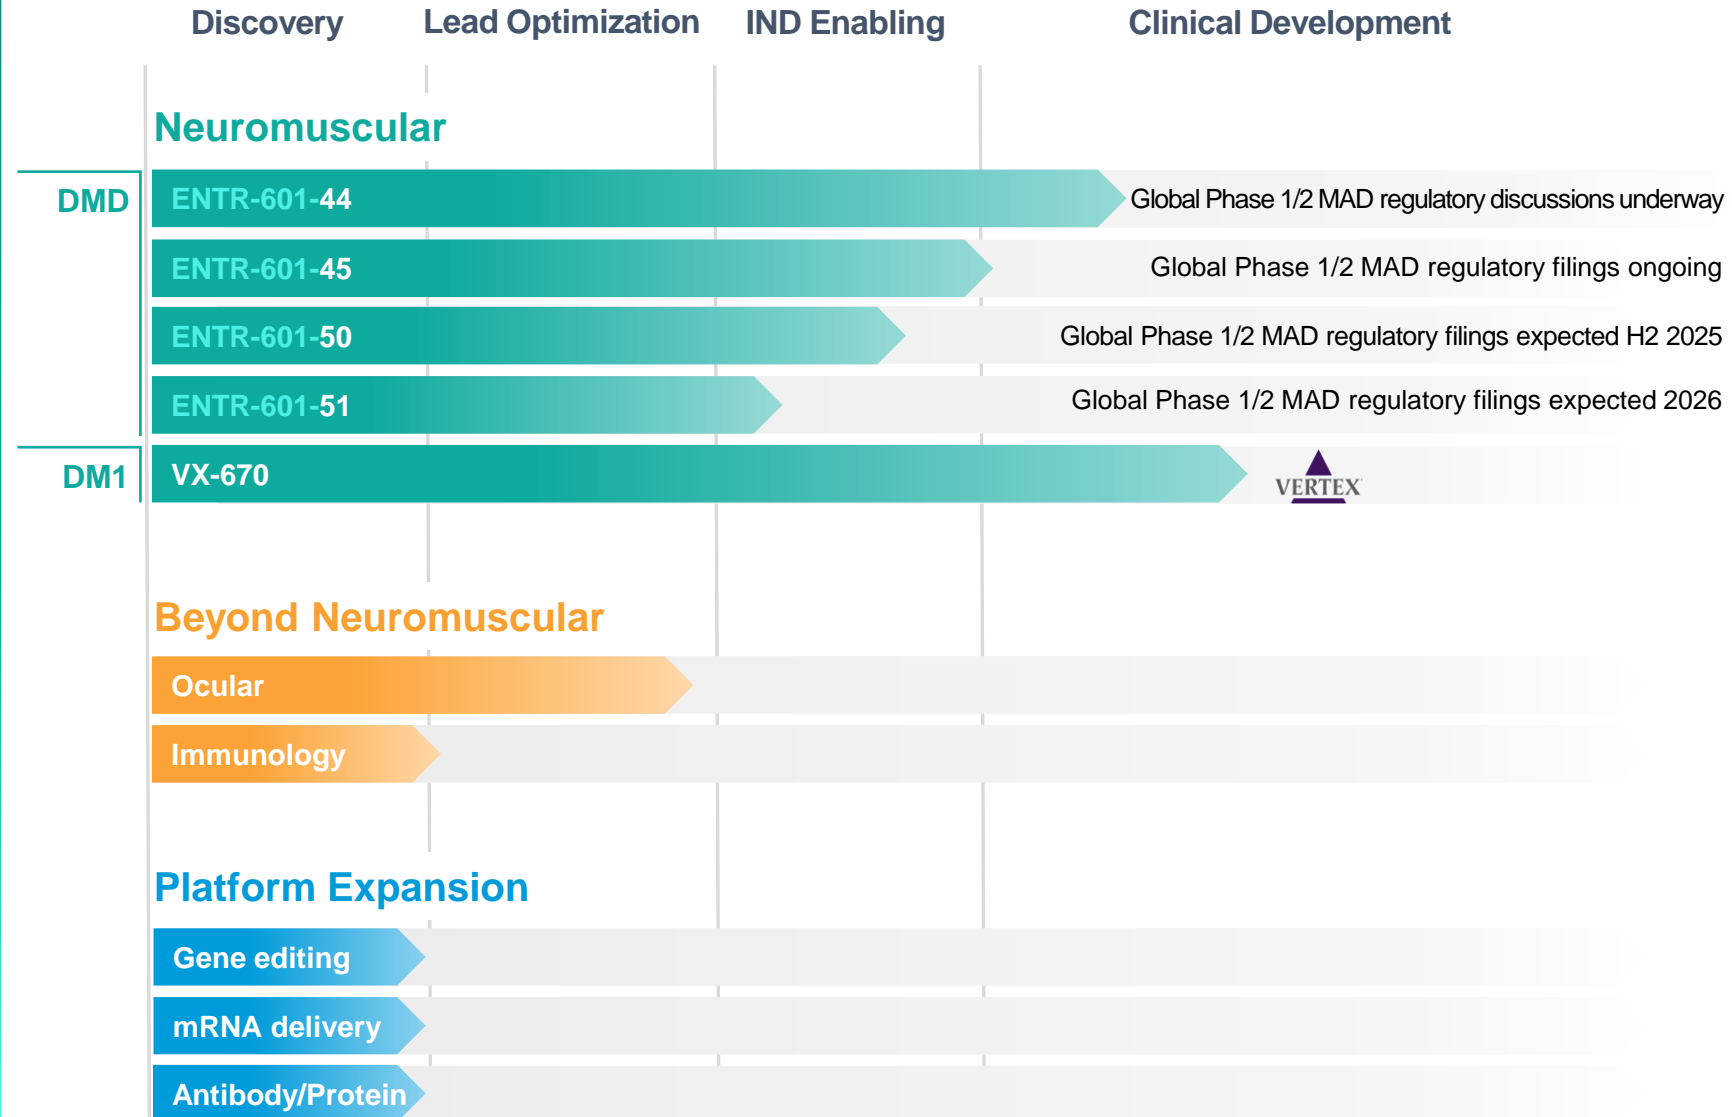 Discovery Lead Optimization IND Enabling Clinical Development
Neuromuscular
DMD
ENTR-601-44 Global Phase 1/2 MAD regulatory discussions underway
ENTR-601-45 Global Phase 1/2 MAD regulatory filings ongoing
ENTR-601-50 Global Phase 1/2 MAD regulatory filings expected H2 2025
ENTR-601-51 Global Phase 1/2 MAD regulatory filings expected 2026
DM1
VX-670 VERTEX
Beyond Neuromuscular
Ocular
Immunology
Platform Expansion
Gene editing
mRNA delivery
Antibody/Protein